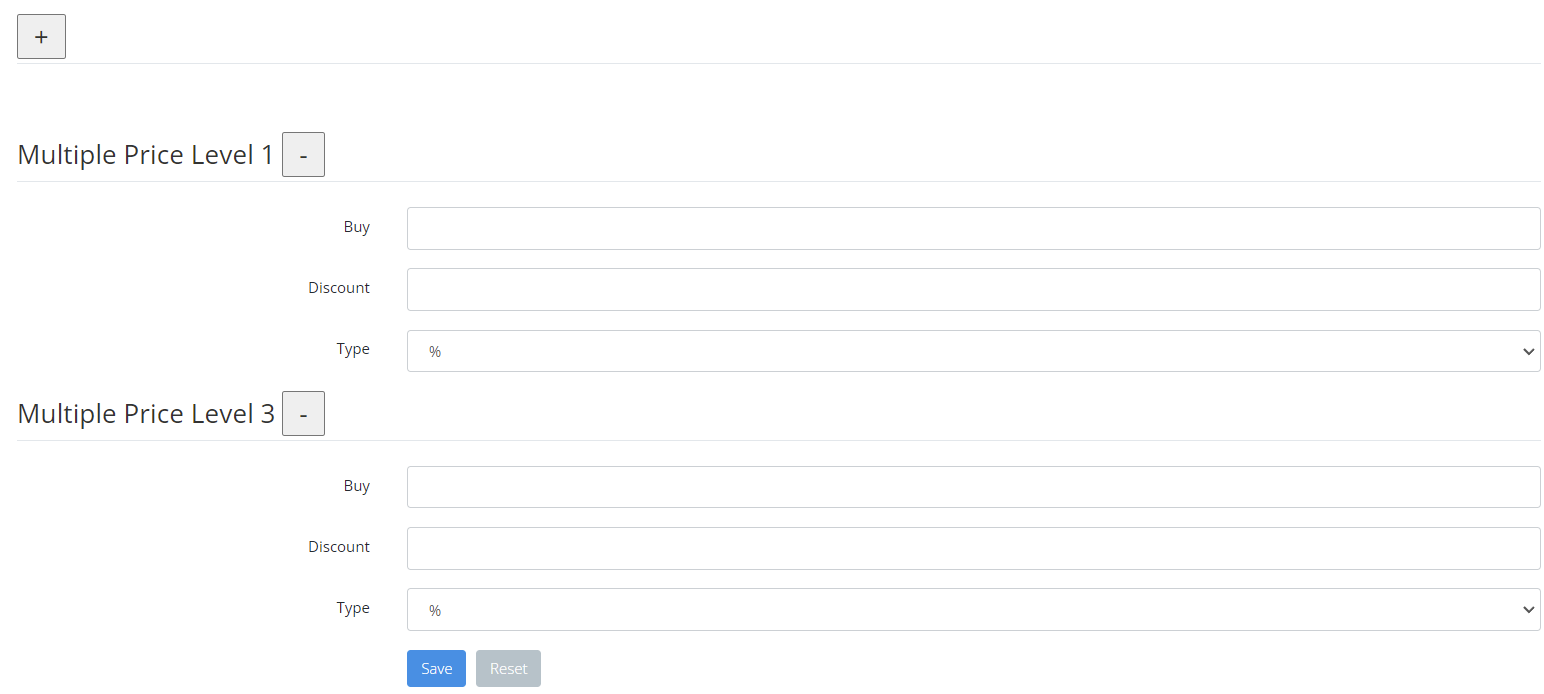 +
Multiple Price Level 1 -
Buy
Discount
Type %
Multiple Price Level 3 -
Buy
Discount
Type %
Save Reset